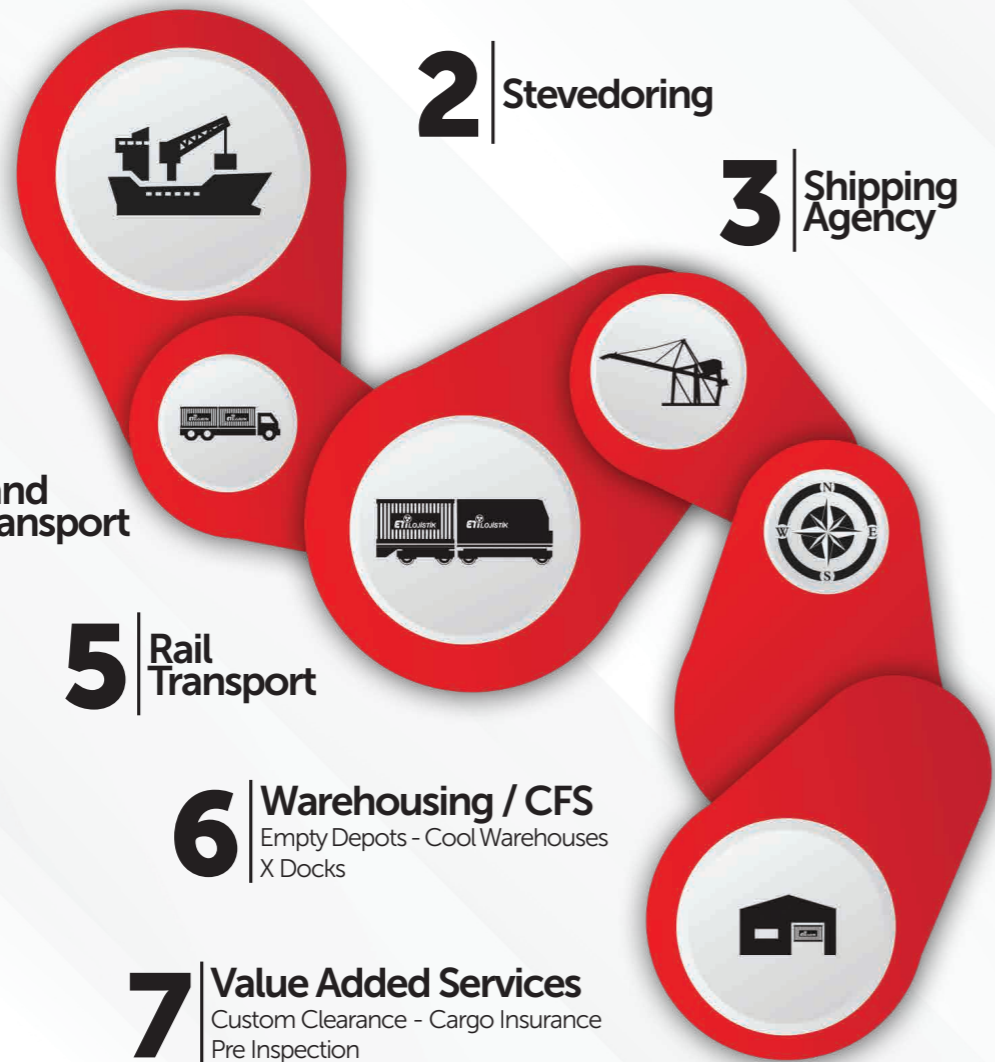 2 Stevedoring
3 Shipping
Agency
ETİ LOJİSTİK
ETİ LOJİSTİK
N
W E
S
and
ansport
5 Rail
Transport
6 Warehousing / CFS
Empty Depots - Cool Warehouses
X Docks
7 Value Added Services
Custom Clearance - Cargo Insurance
Pre Inspection